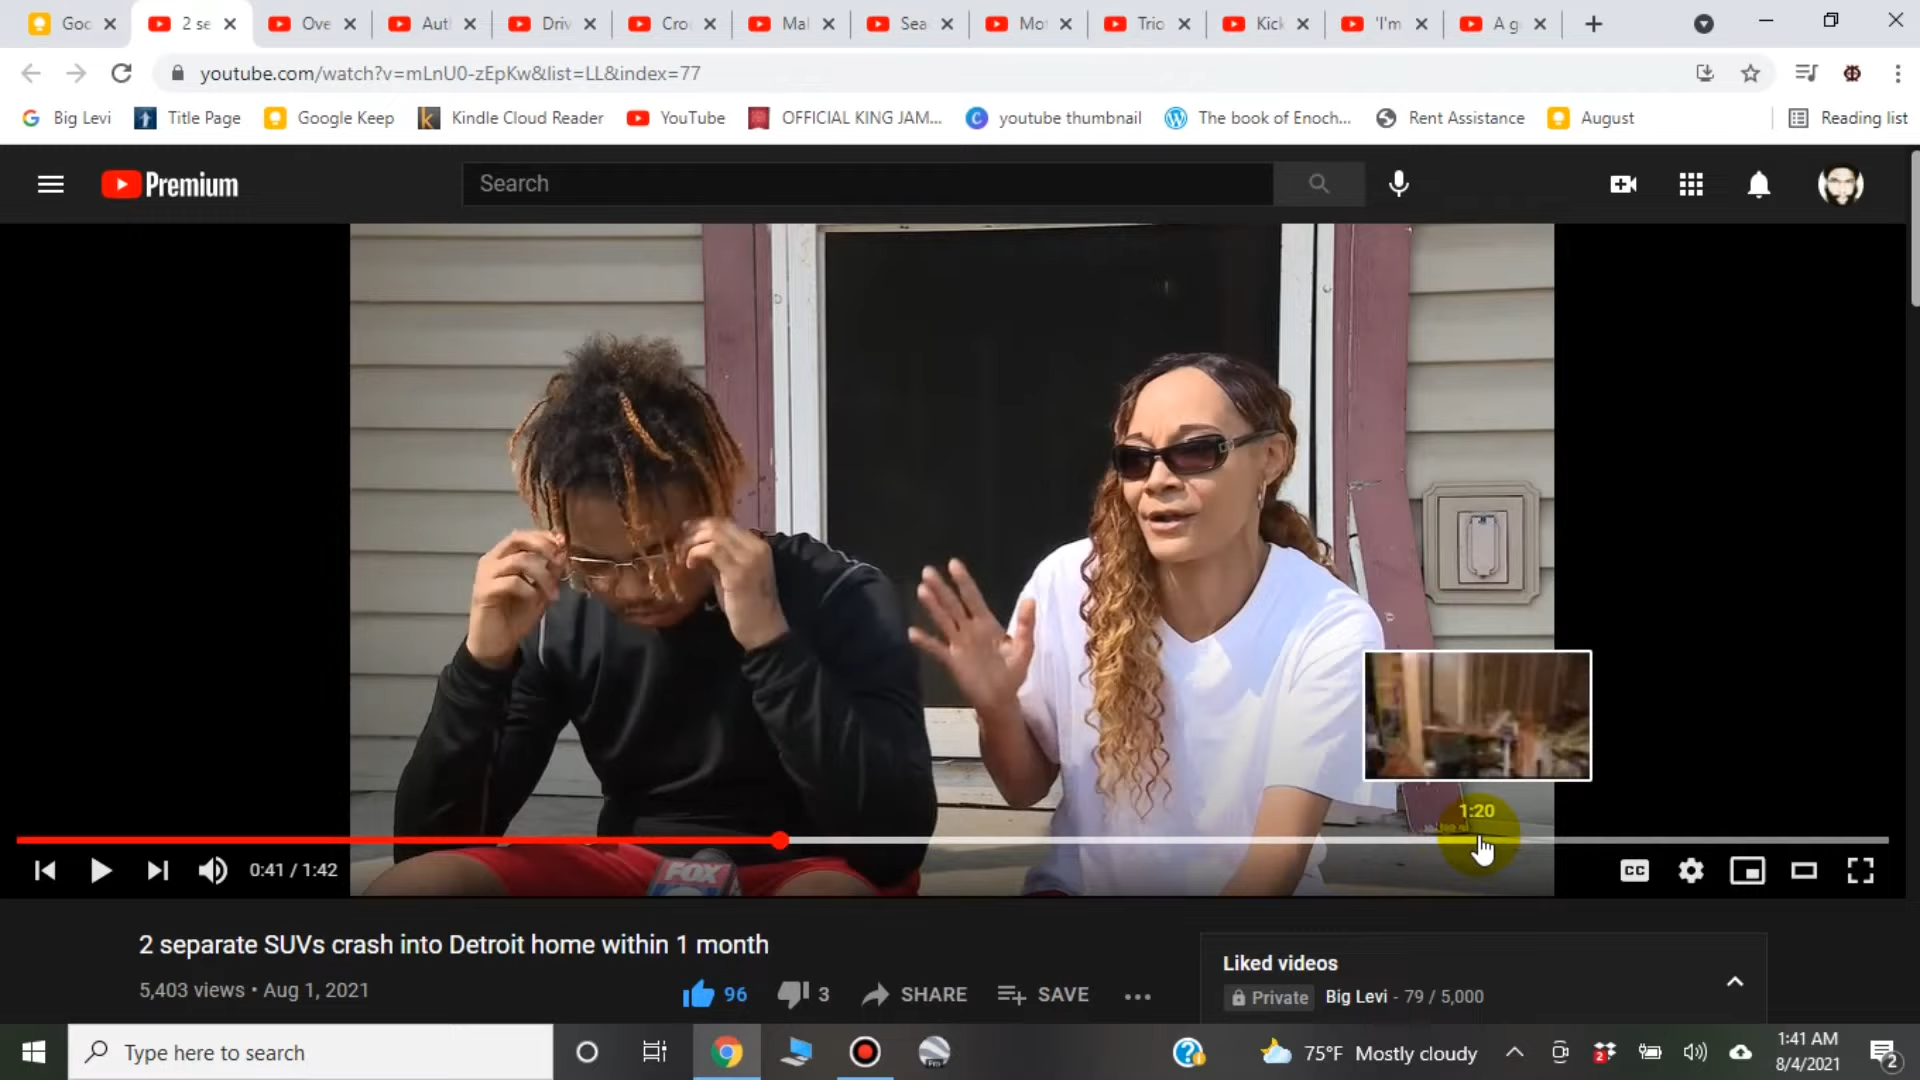 Goo
2 se
Ove
Aut
Driv
Cro
Mal
Sea
Mo
Trio
Kick
'I'm
A g
youtube.com/watch?v=mLnU0-zEpKw&list=LL&index=77
Big Levi
Title Page
Google Keep
Kindle Cloud Reader
YouTube
OFFICIAL KING JAM...
youtube thumbnail
The book of Enoch...
Rent Assistance
August
Reading list
Premium
Search
1:20
FOX
0:41 / 1:42
CC
2 separate SUVs crash into Detroit home within 1 month
5,403 views • Aug 1, 2021
96
3
SHARE
SAVE
Liked videos
Private
Big Levi - 79 / 5,000
Type here to search
75°F Mostly cloudy
2
1:41 AM
8/4/2021
2